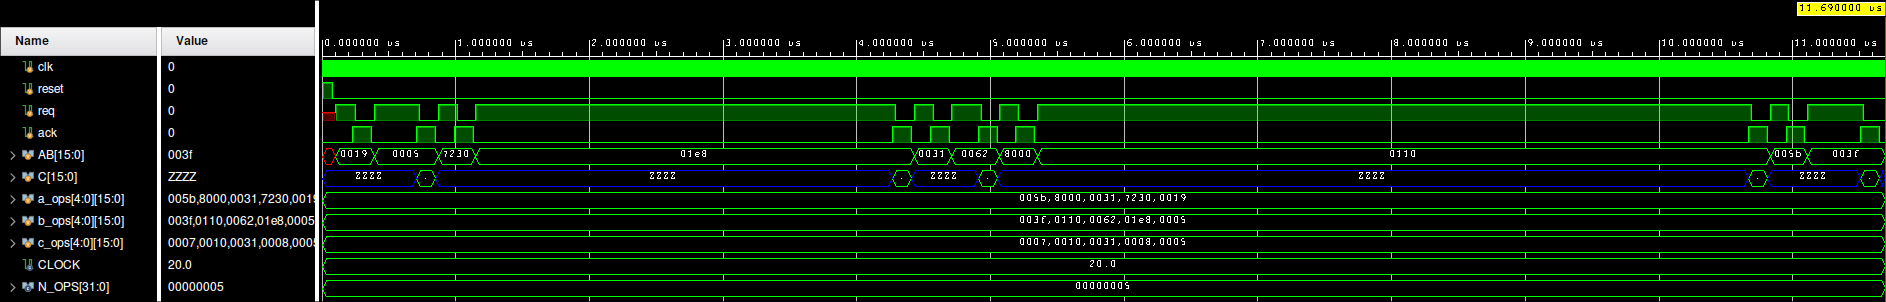 11.690000 us
Name Value
0.000000 us 1.000000 us 2.000000 us 3.000000 us 4.000000 us 5.000000 us 6.000000 us 7.000000 us 8.000000 us 9.000000 us 10.000000 us 11.000000 us
clk 0
reset 0
req 0
ack 0
AB[15:0] 003f 0019 0005 7230 01e8 0031 0062 8000 0110 005b 003f
C[15:0] ZZZZ ZZZZ . ZZZZ . ZZZZ . ZZZZ . ZZZZ .
a_ops[4:0][15:0] 005b,8000,0031,7230,0019 005b,8000,0031,7230,0019
b_ops[4:0][15:0] 003f,0110,0062,01e8,0005 003f,0110,0062,01e8,0005
c_ops[4:0][15:0] 0007,0010,0031,0008,0005 0007,0010,0031,0008,0005
CLOCK 20.0 20.0
N_OPS[31:0] 00000005 00000005